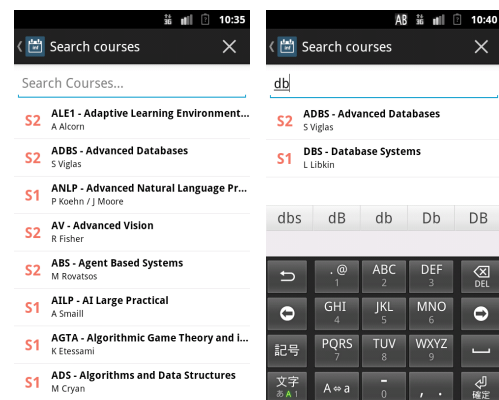 10:35
Search courses
Search Courses...
S2
ALE1 - Adaptive Learning Environment...
A Alcorn
S2
ADBS - Advanced Databases
S Viglas
S1
ANLP - Advanced Natural Language Pr...
P Koehn / J Moore
S2
AV - Advanced Vision
R Fisher
S2
ABS - Agent Based Systems
M Rovatsos
S1
AILP - AI Large Practical
A Smaill
S1
AGTA - Algorithmic Game Theory and i...
K Etessami
S1
ADS - Algorithms and Data Structures
M Cryan
AB 10:40
Search courses
db
S2
ADBS - Advanced Databases
S Viglas
S1
DBS - Database Systems
L Libkin
dbs dB db Db DB
. @ ABC DEF
1 2 3 DEL
GHI JKL MNO
4 5 6
記号 PQRS TUV WXYZ
7 8 9
文字 A⇔a - , .
あA1 0 確定